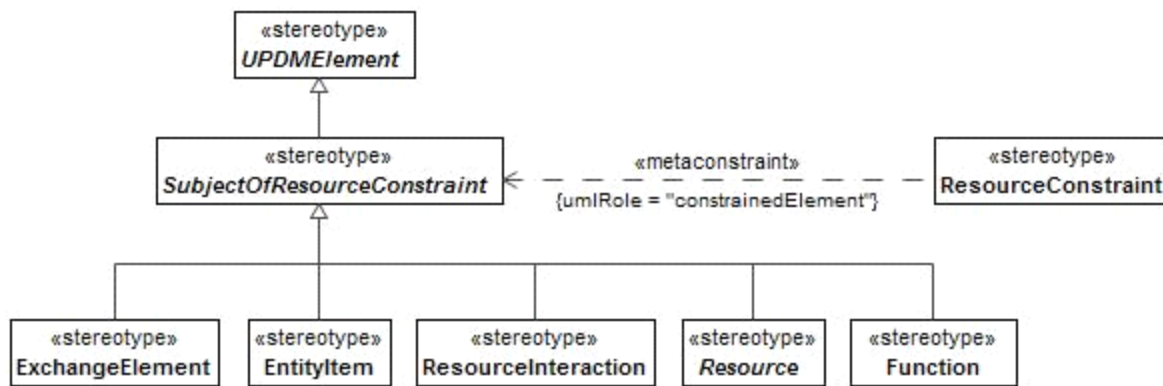 «stereotype»
UPDMElement
«stereotype»
SubjectOfResourceConstraint
«metaconstraint»
{umlRole = "constrainedElement"}
«stereotype»
ResourceConstraint
«stereotype»
ExchangeElement
«stereotype»
EntityItem
«stereotype»
ResourceInteraction
«stereotype»
Resource
«stereotype»
Function